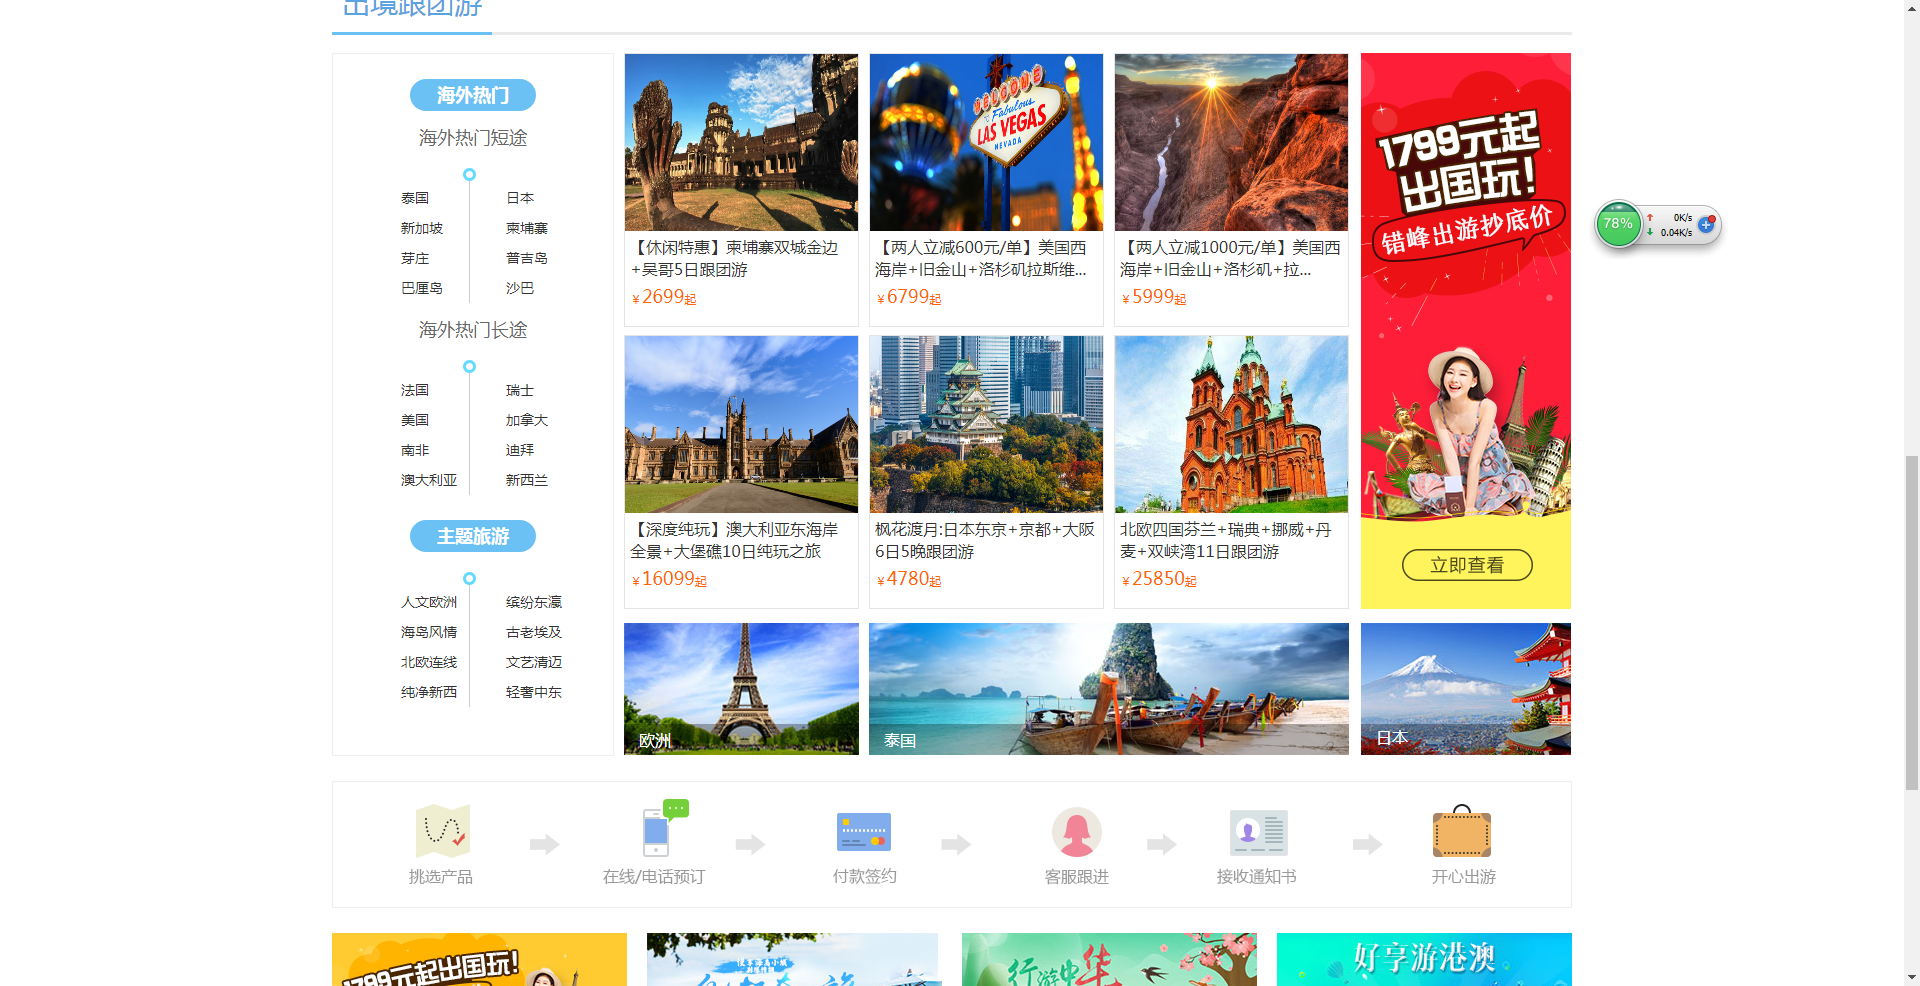 出境跟团游
海外热门
海外热门短途
泰国 日本
新加坡 柬埔寨
芽庄 普吉岛
巴厘岛 沙巴
海外热门长途
法国 瑞士
美国 加拿大
南非 迪拜
澳大利亚 新西兰
主题旅游
人文欧洲 缤纷东瀛
海岛风情 古老埃及
北欧连线 文艺清迈
纯净新西 轻奢中东
WELCOME
TO Fabulous
LAS VEGAS
NEVADA
【休闲特惠】柬埔寨双城金边
+吴哥5日跟团游
¥2699起
【两人立减600元/单】美国西
海岸+旧金山+洛杉矶拉斯维...
¥6799起
【两人立减1000元/单】美国西
海岸+旧金山+洛杉矶+拉...
¥5999起
【深度纯玩】澳大利亚东海岸
全景+大堡礁10日纯玩之旅
¥16099起
枫花渡月:日本东京+京都+大阪
6日5晚跟团游
¥4780起
北欧四国芬兰+瑞典+挪威+丹
麦+双峡湾11日跟团游
¥25850起
1799元起
出国玩!
错峰出游抄底价
立即查看
78%
0K/s
0.04K/s
欧洲
泰国
日本
挑选产品
在线/电话预订
付款签约
客服跟进
接收通知书
开心出游
1799元起出国玩!
行游中华
好享游港澳